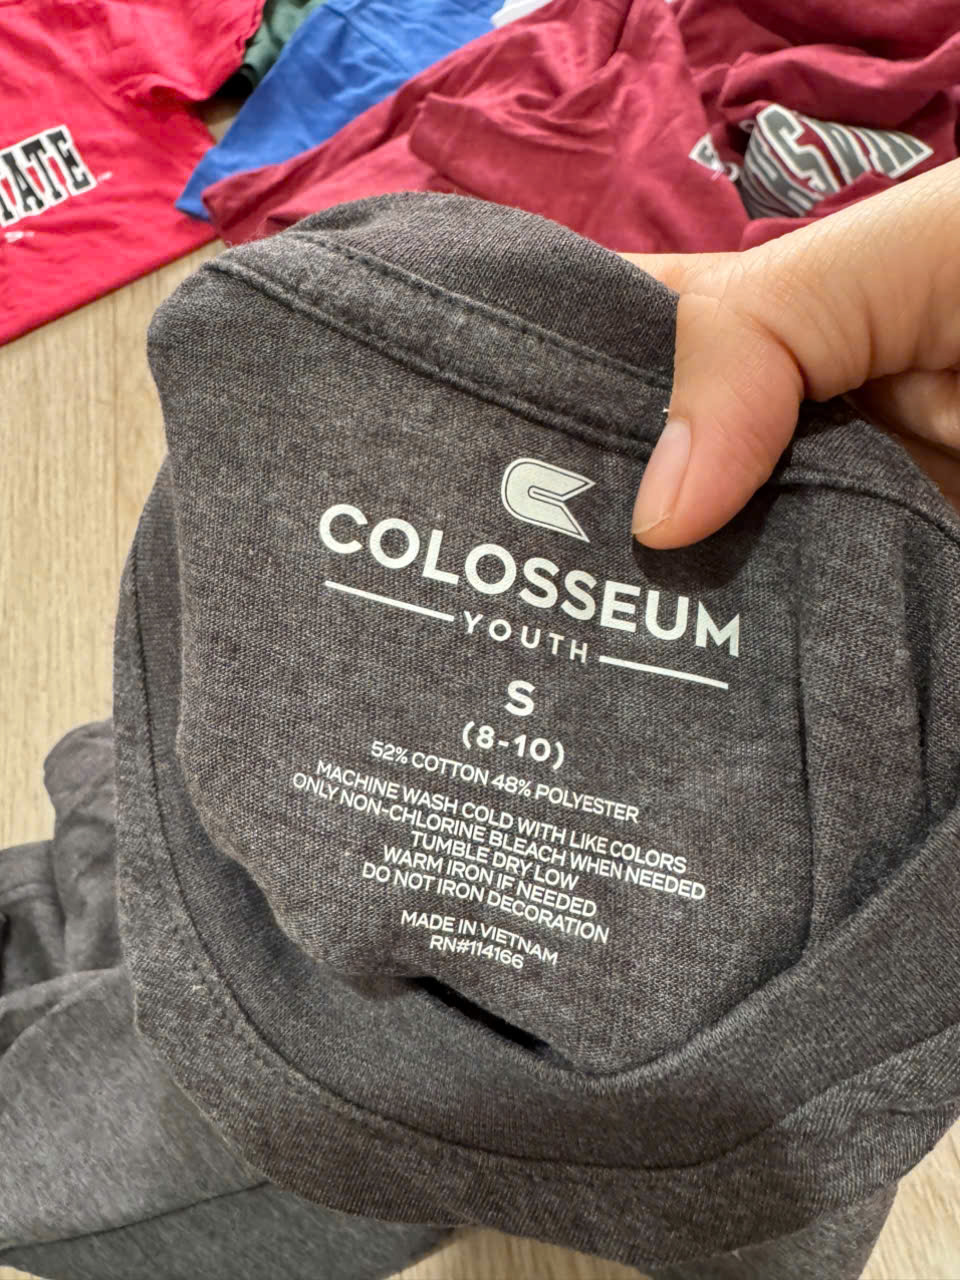 TATE
COLOSSEUM
YOUTH
S
(8-10)
52% COTTON 48% POLYESTER
MACHINE WASH COLD WITH LIKE COLORS
ONLY NON-CHLORINE BLEACH WHEN NEEDED
TUMBLE DRY LOW
WARM IRON IF NEEDED
DO NOT IRON DECORATION
MADE IN VIETNAM
RN#114166